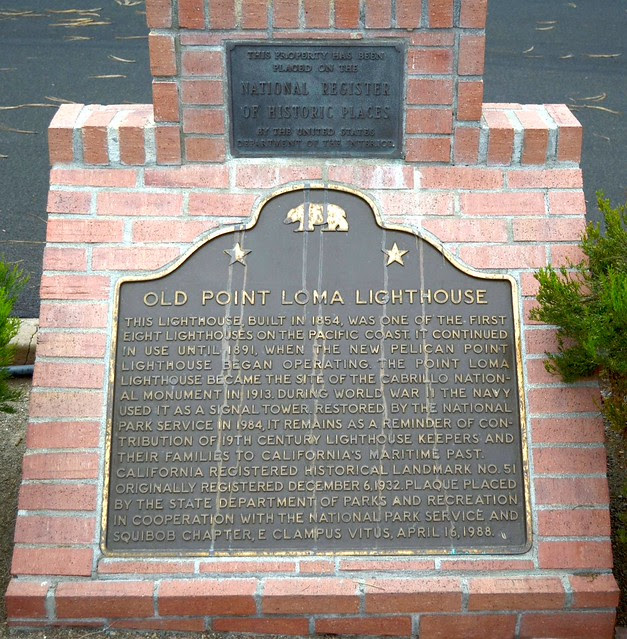 THIS PROPERTY HAS BEEN
PLACED ON THE
NATIONAL REGISTER
OF HISTORIC PLACES
BY THE UNITED STATES
DEPARTMENT OF THE INTERIOR
OLD POINT LOMA LIGHTHOUSE
THIS LIGHTHOUSE, BUILT IN 1854, WAS ONE OF THE FIRST
EIGHT LIGHTHOUSES ON THE PACIFIC COAST. IT CONTINUED
IN USE UNTIL 1891, WHEN THE NEW PELICAN POINT
LIGHTHOUSE BEGAN OPERATING. THE POINT LOMA
LIGHTHOUSE BECAME THE SITE OF THE CABRILLO NATION-
AL MONUMENT IN 1913. DURING WORLD WAR II THE NAVY
USED IT AS A SIGNAL TOWER. RESTORED BY THE NATIONAL
PARK SERVICE IN 1984, IT REMAINS AS A REMINDER OF CON-
TRIBUTION OF 19TH CENTURY LIGHTHOUSE KEEPERS AND
THEIR FAMILIES TO CALIFORNIA'S MARITIME PAST.
CALIFORNIA REGISTERED HISTORICAL LANDMARK NO. 51
ORIGINALLY REGISTERED DECEMBER 6, 1932. PLAQUE PLACED
BY THE STATE DEPARTMENT OF PARKS AND RECREATION
IN COOPERATION WITH THE NATIONAL PARK SERVICE AND
SQUIBOB CHAPTER, E CLAMPUS VITUS, APRIL 16, 1988.